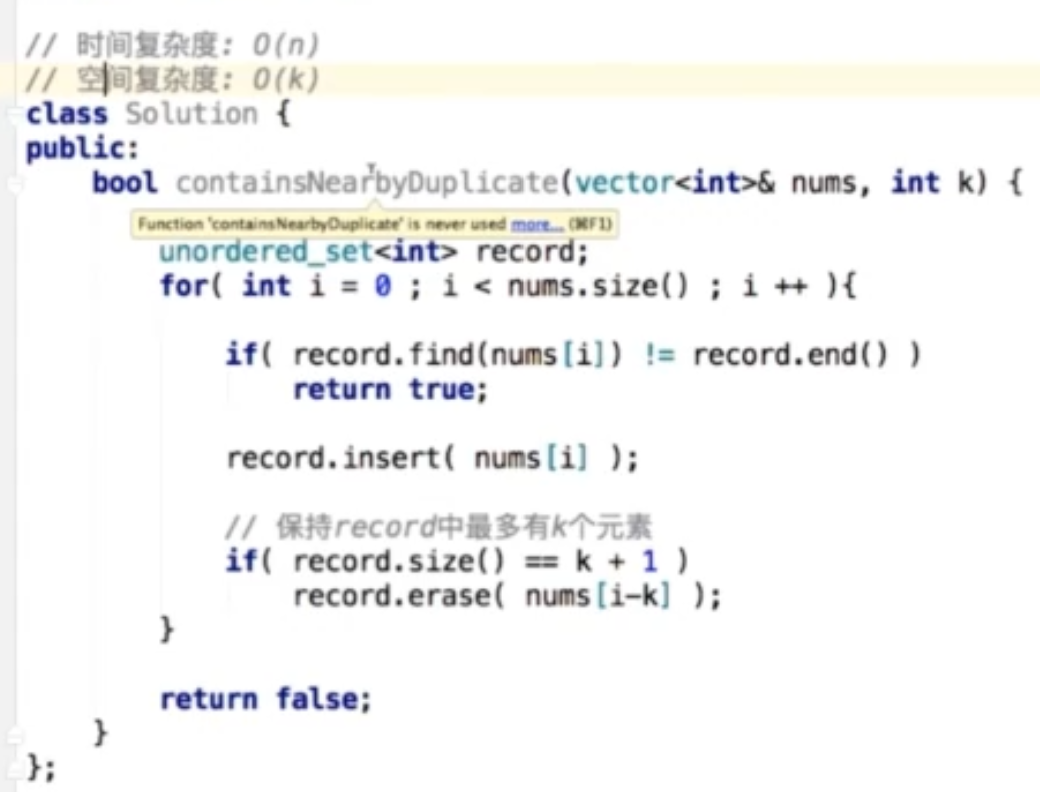 // 时间复杂度: O(n)
// 空间复杂度: O(k)
class Solution {
public:
bool containsNearbyDuplicate(vector<int>& nums, int k) {
Function 'containsNearbyDuplicate' is never used more... (⌘F1)
unordered_set<int> record;
for( int i = 0 ; i < nums.size() ; i ++ ){
if( record.find(nums[i]) != record.end() )
return true;
record.insert( nums[i] );
// 保持record中最多有k个元素
if( record.size() == k + 1 )
record.erase( nums[i-k] );
}
return false;
}
};